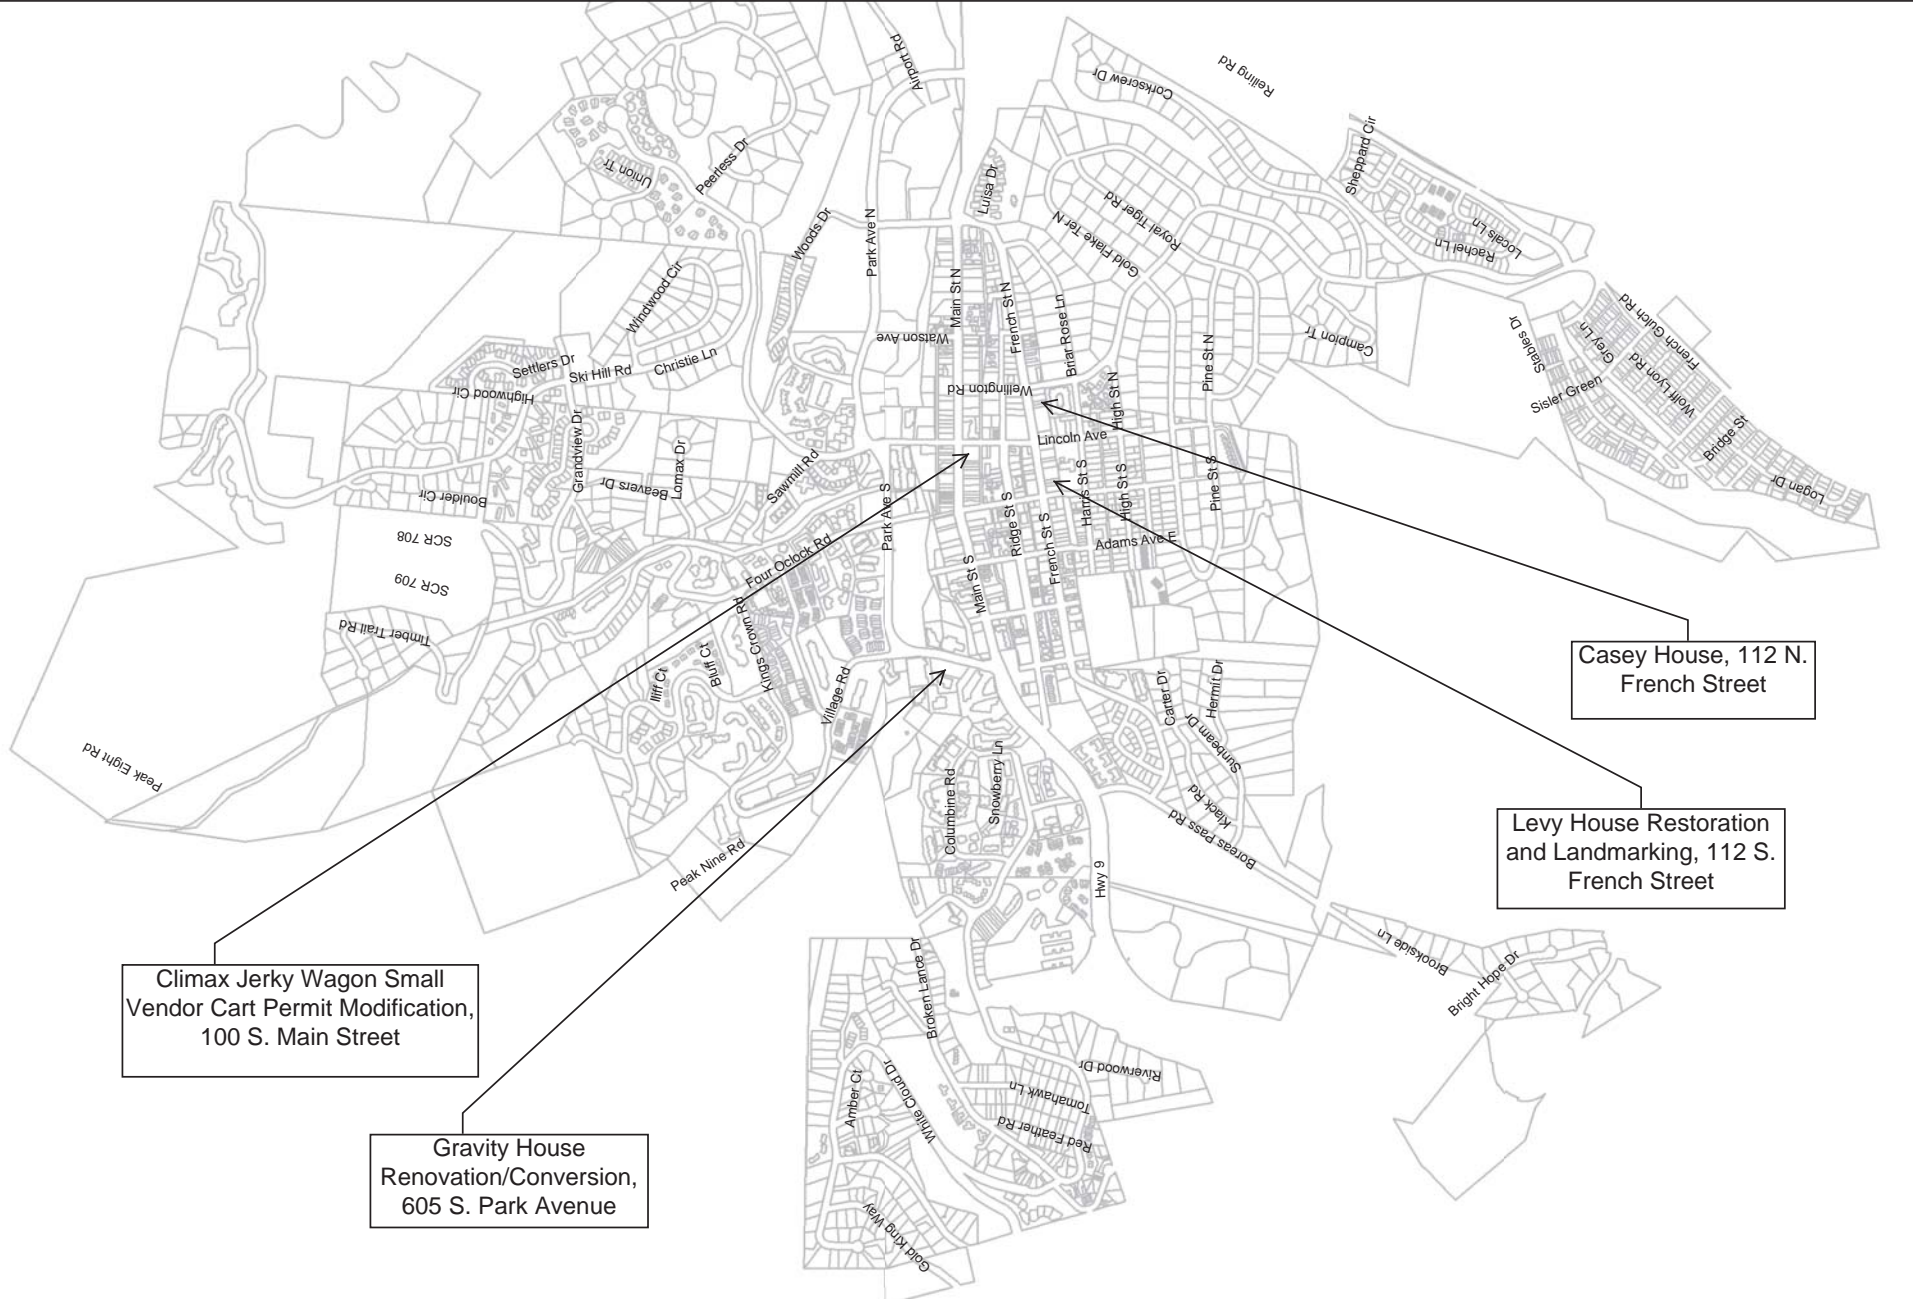 Airport Rd
Reiling Rd
Corkscrew Dr
Sheppard Cir
Union Tr
Peerless Dr
Luisa Dr
Woods Dr
Park Ave N
Royal Tiger Rd
Gold Flake Ter N
Locals Ln
Rachel Ln
Windwood Cir
Main St N
French St N
Briar Rose Ln
Watson Ave
Pine St N
Campion Tr
Stables Dr
Grey Ln
French Gulch Rd
Wolff Lyon Rd
Sisler Green
Bridge St
Logan Dr
Settlers Dr
Ski Hill Rd
Christie Ln
Highwood Cir
Wellington Rd
High St N
Lincoln Ave
Grandview Dr
Beavers Dr
Lomax Dr
Sawmill Rd
Boulder Cir
Park Ave S
Ridge St S
Harris St S
High St S
Pine St S
SCR 708
SCR 709
Four Oclock Rd
French St S
Adams Ave E
Main St S
Timber Trail Rd
Iliff Ct
Bluff Ct
Kings Crown Rd
Village Rd
Carter Dr
Hermit Dr
Sunbeam Dr
Casey House, 112 N.
French Street
Peak Eight Rd
Columbine Rd
Snowberry Ln
Klack Rd
Boreas Pass Rd
Peak Nine Rd
Hwy 9
Levy House Restoration
and Landmarking, 112 S.
French Street
Climax Jerky Wagon Small
Vendor Cart Permit Modification,
100 S. Main Street
Broken Lance Dr
Brookside Ln
Bright Hope Dr
Amber Ct
White Cloud Dr
Riverwood Dr
Tomahawk Ln
Red Feather Rd
Gravity House
Renovation/Conversion,
605 S. Park Avenue
Gold King Way